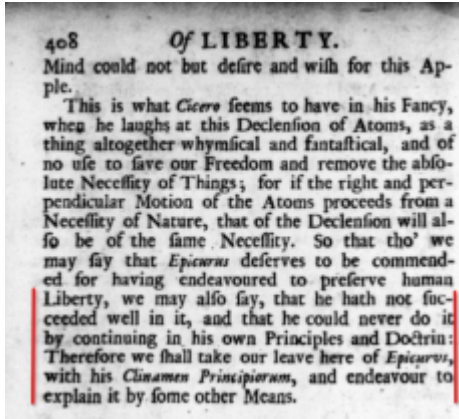 408 Of LIBERTY.
Mind could not but deſire and wiſh for this Ap-
ple.
This is what Cicero ſeems to have in his Fancy,
when he laughs at this Declenſion of Atoms, as a
thing altogether whymſical and fantaſtical, and of
no uſe to ſave our Freedom and remove the abſo-
lute Neceſſity of Things; for if the right and per-
pendicular Motion of the Atoms proceeds from a
Neceſſity of Nature, that of the Declenſion will al-
ſo be of the ſame Neceſſity. So that tho' we
may ſay that Epicurus deſerves to be commend-
ed for having endeavoured to preſerve human
Liberty, we may alſo ſay, that he hath not ſuc-
ceeded well in it, and that he could never do it
by continuing in his own Principles and Doctrin:
Therefore we ſhall take our leave here of Epicurus,
with his Clinamen Principiorum, and endeavour to
explain it by ſome other Means.